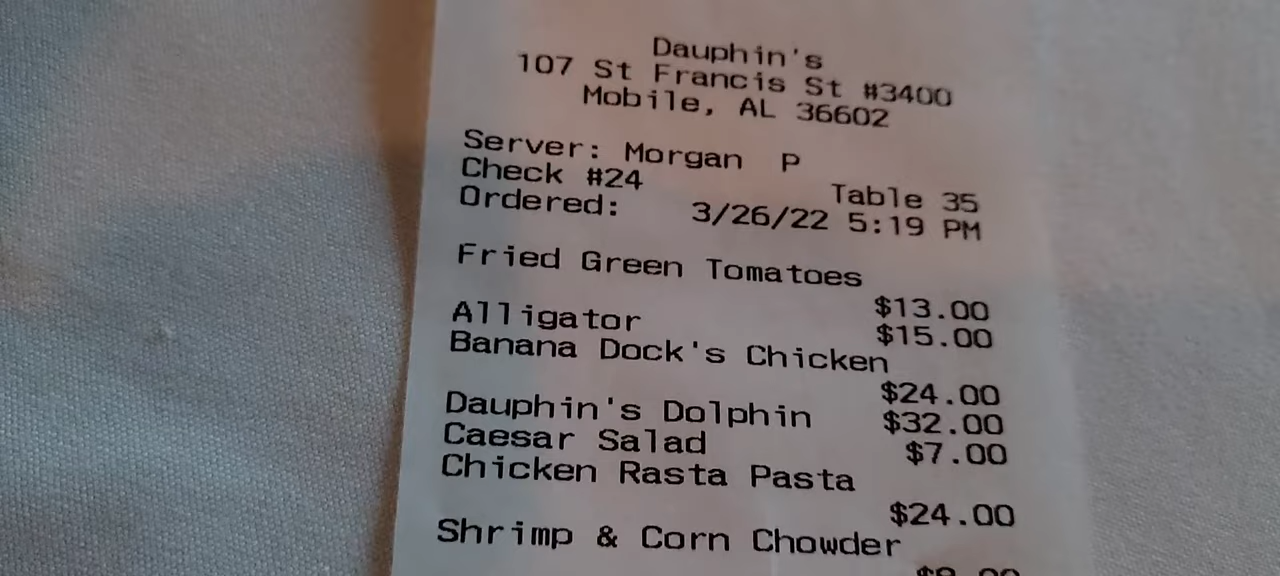 Dauphin's
107 St Francis St #3400
Mobile, AL 36602
Server: Morgan P
Check #24 Table 35
Ordered: 3/26/22 5:19 PM
Fried Green Tomatoes
$13.00
Alligator $15.00
Banana Dock's Chicken
$24.00
Dauphin's Dolphin $32.00
Caesar Salad $7.00
Chicken Rasta Pasta
$24.00
Shrimp & Corn Chowder